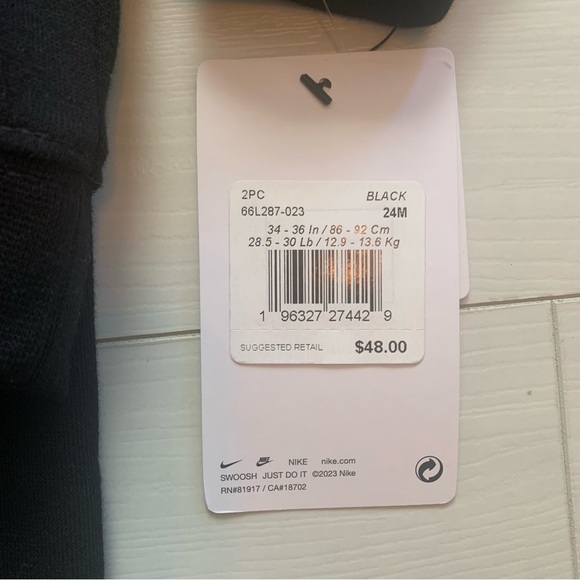 2PC BLACK
66L287-023 24M
34 - 36 In / 86 - 92 Cm
28.5 - 30 Lb / 12.9 - 13.6 Kg
1 96327 27442 9
SUGGESTED RETAIL $48.00
NIKE nike.com
SWOOSH JUST DO IT ©2023 Nike
RN#81917 / CA#18702